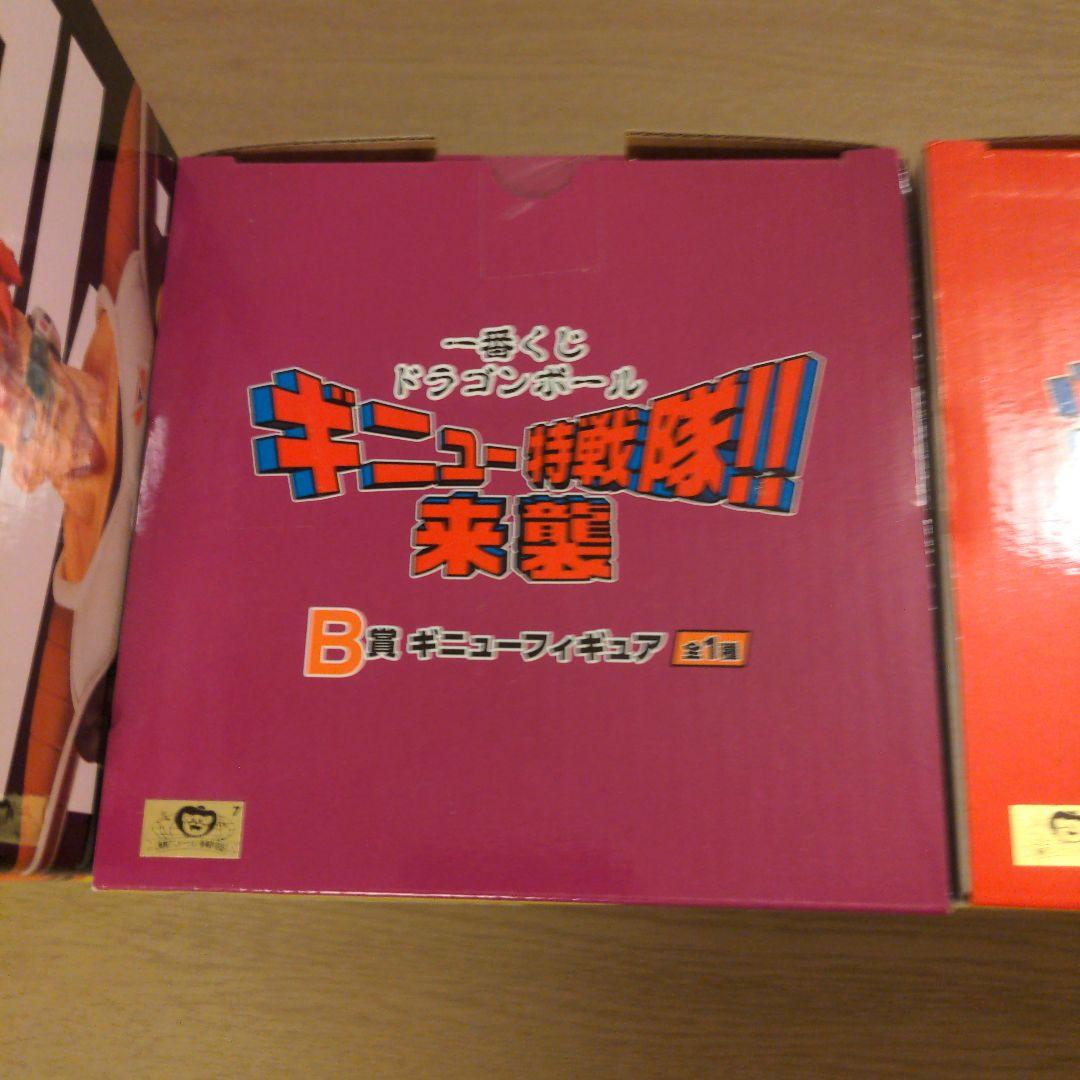 一番くじ
ドラゴンボール
ギニュー特戦隊!!
来襲
B賞 ギニューフィギュア 全1種
7